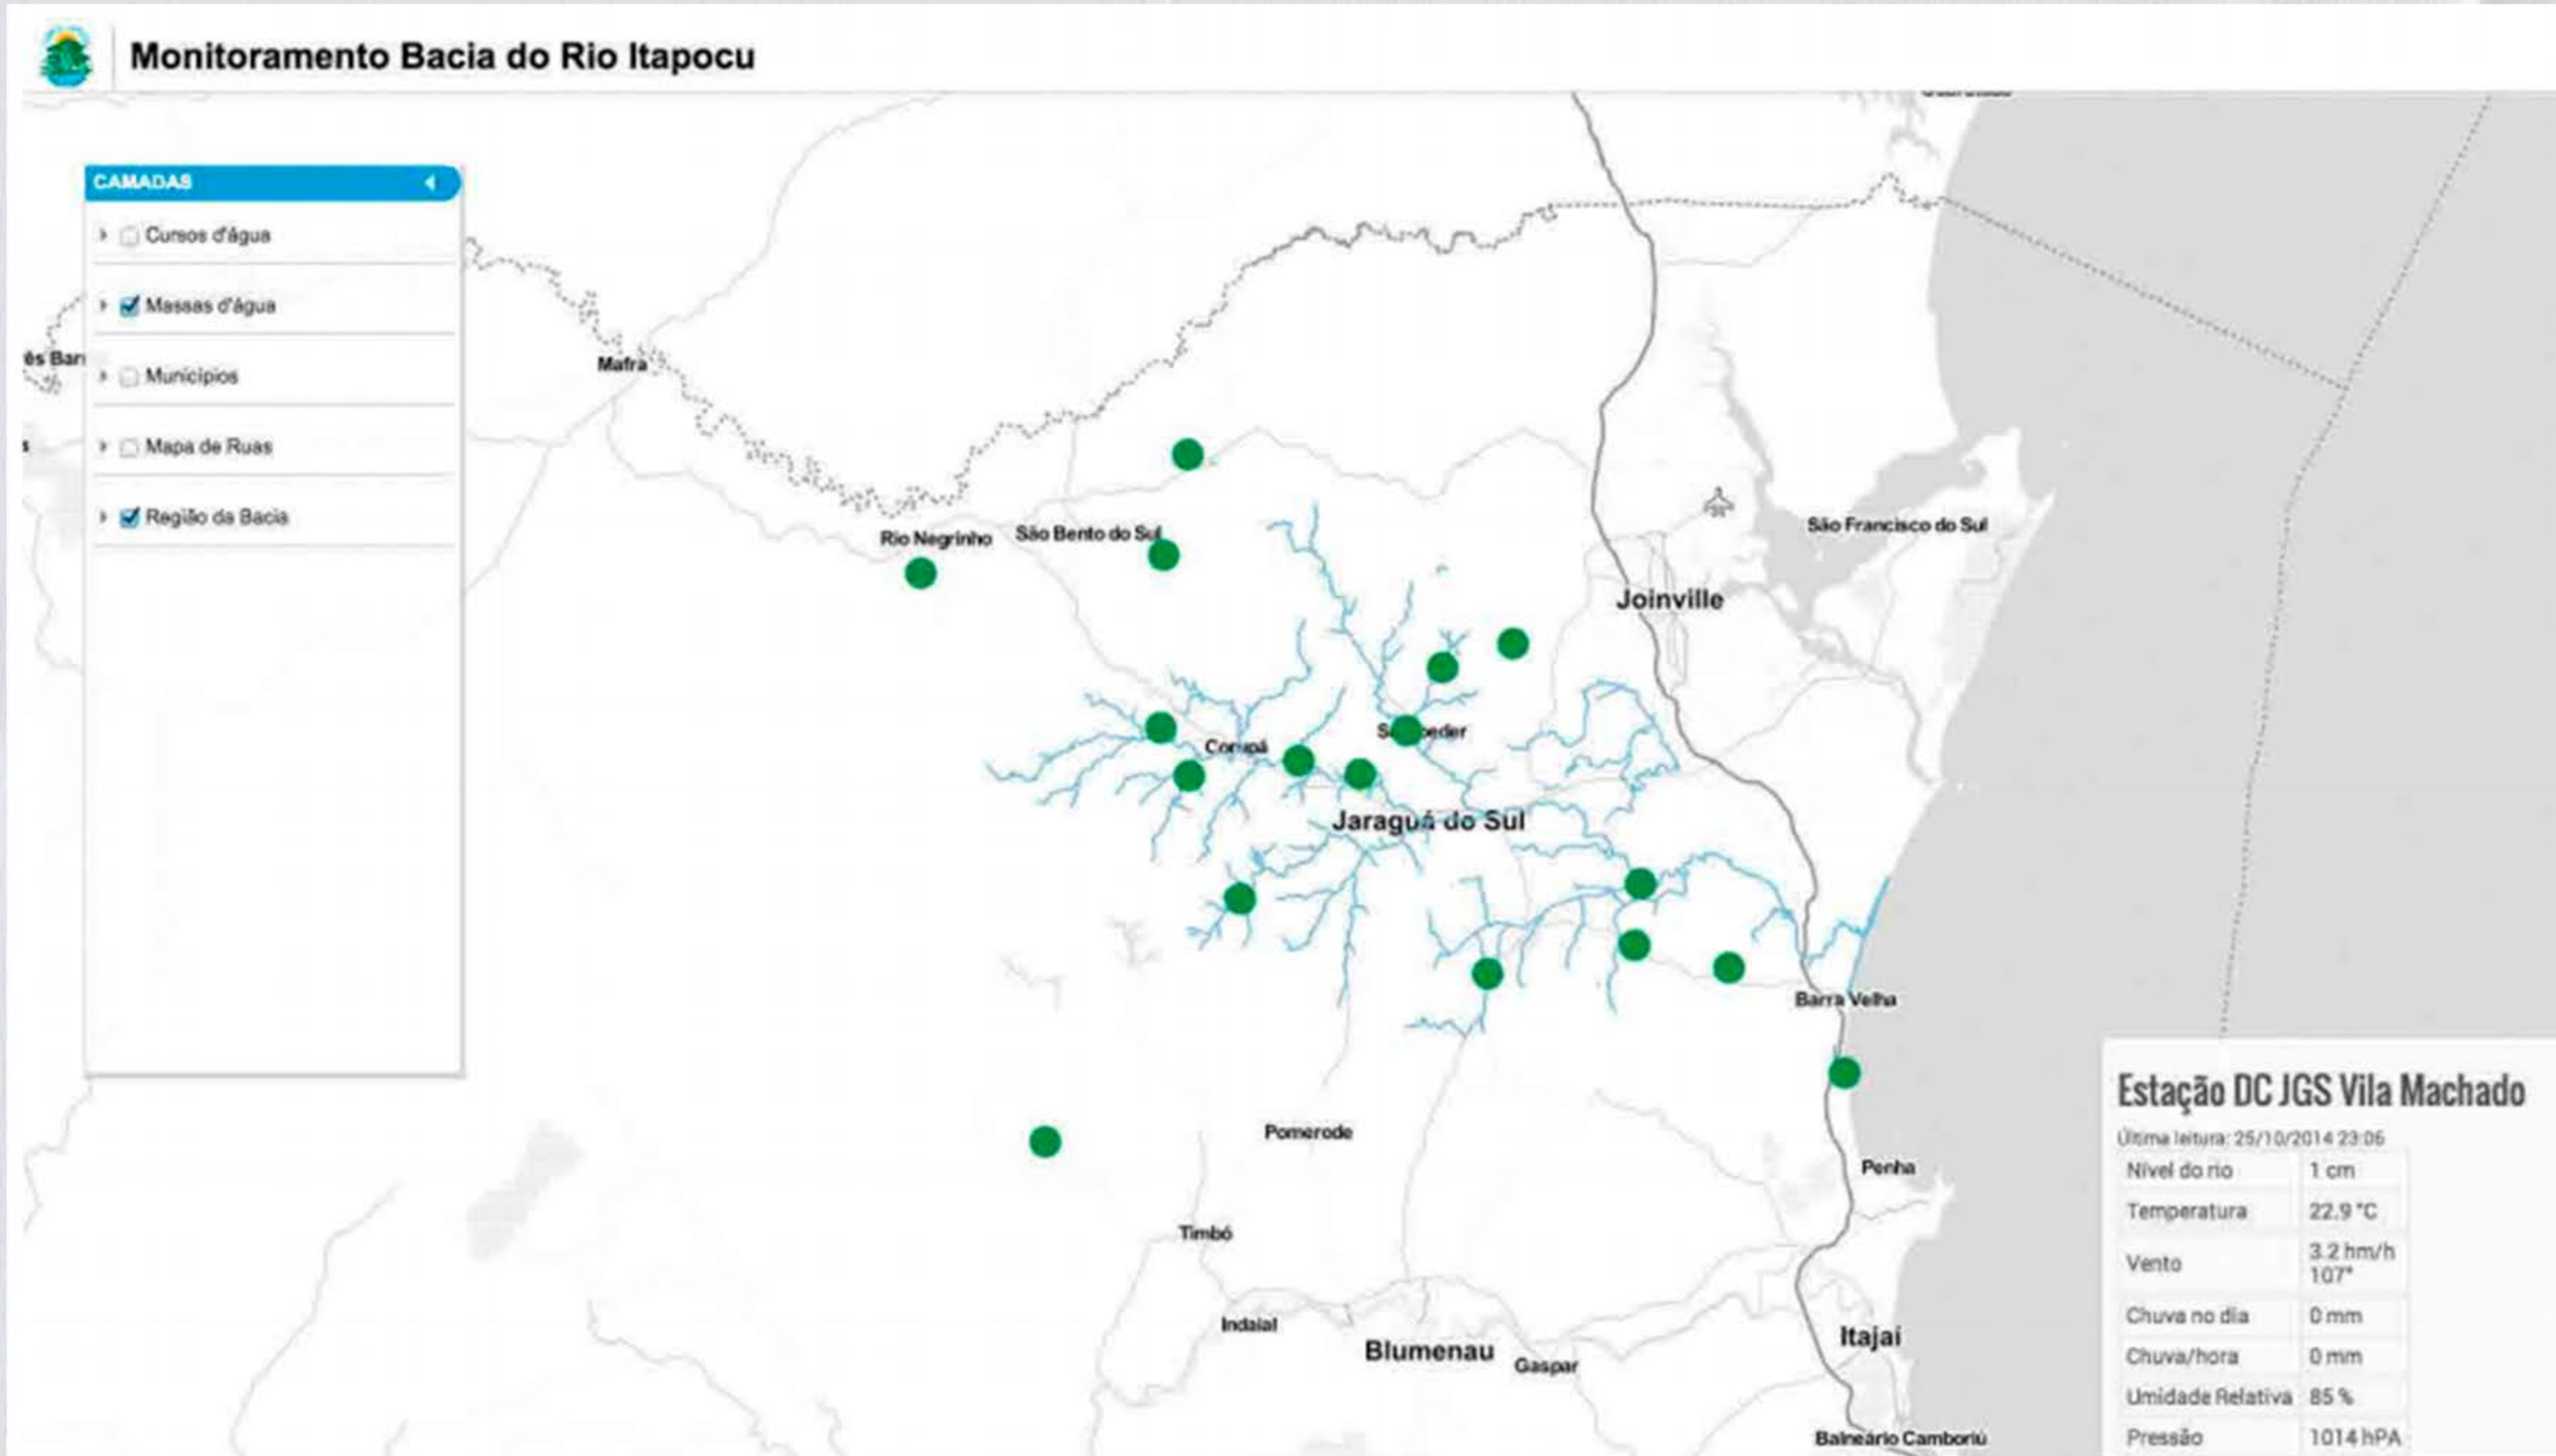 Monitoramento Bacia do Rio Itapocu
CAMADAS
Cursos d'água
Massas d'água
Municípios
Mapa de Ruas
Região da Bacia
ês Barr
Mafra
Rio Negrinho
São Bento do Sul
São Francisco do Sul
Joinville
Corupá
Jaraguá do Sul
Barra Velha
Pomerode
Penha
Timbó
Indaial
Blumenau
Gaspar
Itajaí
Balneário Camboriú
Estação DC JGS Vila Machado
Última leitura: 25/10/2014 23:06
Nível do rio 1 cm
Temperatura 22.9 °C
Vento 3.2 hm/h
107°
Chuva no dia 0 mm
Chuva/hora 0 mm
Umidade Relativa 85 %
Pressão 1014 hPA